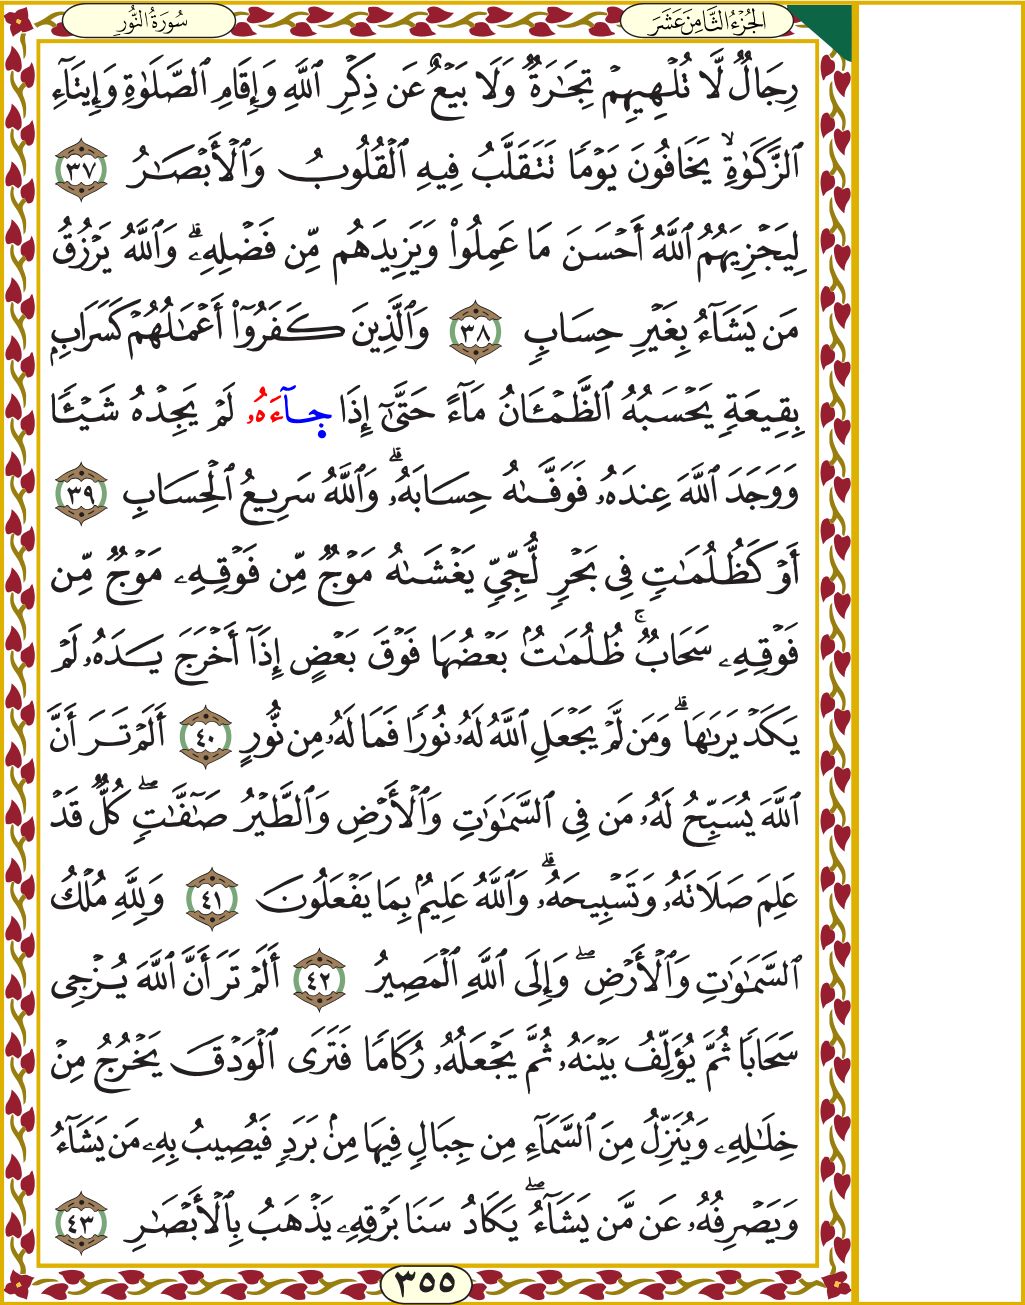 الجُزْءُ الثَّامِنَ عَشَرَ
سُورَةُ النُّورِ
رِجَالٌ لَّا تُلْهِيهِمْ تِجَٰرَةٌ وَلَا بَيْعٌ عَن ذِكْرِ ٱللَّهِ وَإِقَامِ ٱلصَّلَوٰةِ وَإِيتَآءِ
ٱلزَّكَوٰةِ ۙ يَخَافُونَ يَوْمًا تَتَقَلَّبُ فِيهِ ٱلْقُلُوبُ وَٱلْأَبْصَٰرُ ٣٧
لِيَجْزِيَهُمُ ٱللَّهُ أَحْسَنَ مَا عَمِلُوا۟ وَيَزِيدَهُم مِّن فَضْلِهِۦ ۗ وَٱللَّهُ يَرْزُقُ
مَن يَشَآءُ بِغَيْرِ حِسَابٍ ٣٨ وَٱلَّذِينَ كَفَرُوٓا۟ أَعْمَٰلُهُمْ كَسَرَابٍۭ
بِقِيعَةٍ يَحْسَبُهُ ٱلظَّمْـَٔانُ مَآءً حَتَّىٰٓ إِذَا جَآءَهُۥ لَمْ يَجِدْهُ شَيْـًٔا
وَوَجَدَ ٱللَّهَ عِندَهُۥ فَوَفَّىٰهُ حِسَابَهُۥ ۗ وَٱللَّهُ سَرِيعُ ٱلْحِسَابِ ٣٩
أَوْ كَظُلُمَٰتٍ فِى بَحْرٍ لُّجِّىٍّ يَغْشَىٰهُ مَوْجٌ مِّن فَوْقِهِۦ مَوْجٌ مِّن
فَوْقِهِۦ سَحَابٌ ۚ ظُلُمَٰتٌۢ بَعْضُهَا فَوْقَ بَعْضٍ إِذَآ أَخْرَجَ يَدَهُۥ لَمْ
يَكَدْ يَرَىٰهَا ۗ وَمَن لَّمْ يَجْعَلِ ٱللَّهُ لَهُۥ نُورًا فَمَا لَهُۥ مِن نُّورٍ ٤٠ أَلَمْ تَرَ أَنَّ
ٱللَّهَ يُسَبِّحُ لَهُۥ مَن فِى ٱلسَّمَٰوَٰتِ وَٱلْأَرْضِ وَٱلطَّيْرُ صَٰٓفَّٰتٍ ۖ كُلٌّ قَدْ
عَلِمَ صَلَاتَهُۥ وَتَسْبِيحَهُۥ ۗ وَٱللَّهُ عَلِيمٌۢ بِمَا يَفْعَلُونَ ٤١ وَلِلَّهِ مُلْكُ
ٱلسَّمَٰوَٰتِ وَٱلْأَرْضِ ۖ وَإِلَى ٱللَّهِ ٱلْمَصِيرُ ٤٢ أَلَمْ تَرَ أَنَّ ٱللَّهَ يُزْجِى
سَحَابًا ثُمَّ يُؤَلِّفُ بَيْنَهُۥ ثُمَّ يَجْعَلُهُۥ رُكَامًا فَتَرَى ٱلْوَدْقَ يَخْرُجُ مِنْ
خِلَٰلِهِۦ وَيُنَزِّلُ مِنَ ٱلسَّمَآءِ مِن جِبَالٍ فِيهَا مِنۢ بَرَدٍ فَيُصِيبُ بِهِۦ مَن يَشَآءُ
وَيَصْرِفُهُۥ عَن مَّن يَشَآءُ ۖ يَكَادُ سَنَا بَرْقِهِۦ يَذْهَبُ بِٱلْأَبْصَٰرِ ٤٣
٣٥٥